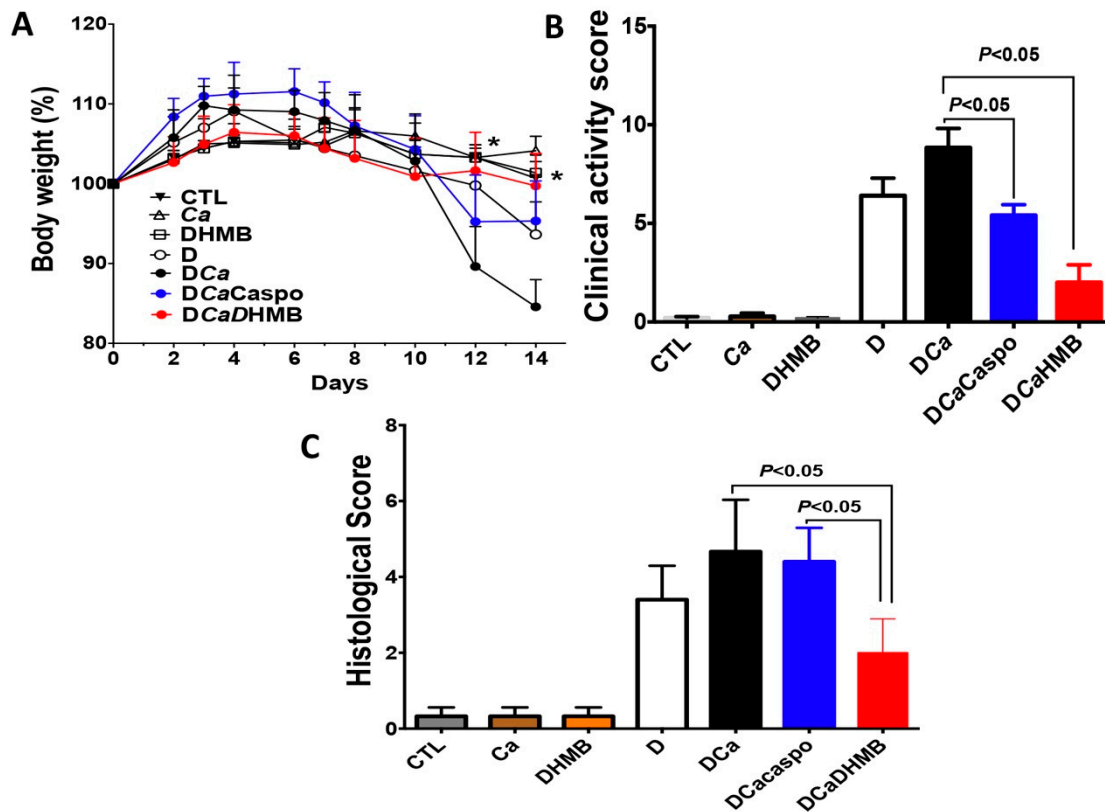 A
Body weight (%)
120
110
100
90
80
CTL
Ca
DHMB
D
DCa
DCaCaspo
DCaDHMB
*
*
0 2 4 6 8 10 12 14
Days
B
Clinical activity score
15
10
5
0
P<0.05
P<0.05
CTL
Ca
DHMB
D
DCa
DCaCaspo
DCaHMB
C
Histological Score
8
6
4
2
0
P<0.05
P<0.05
CTL
Ca
DHMB
D
DCa
DCacaspo
DCaDHMB